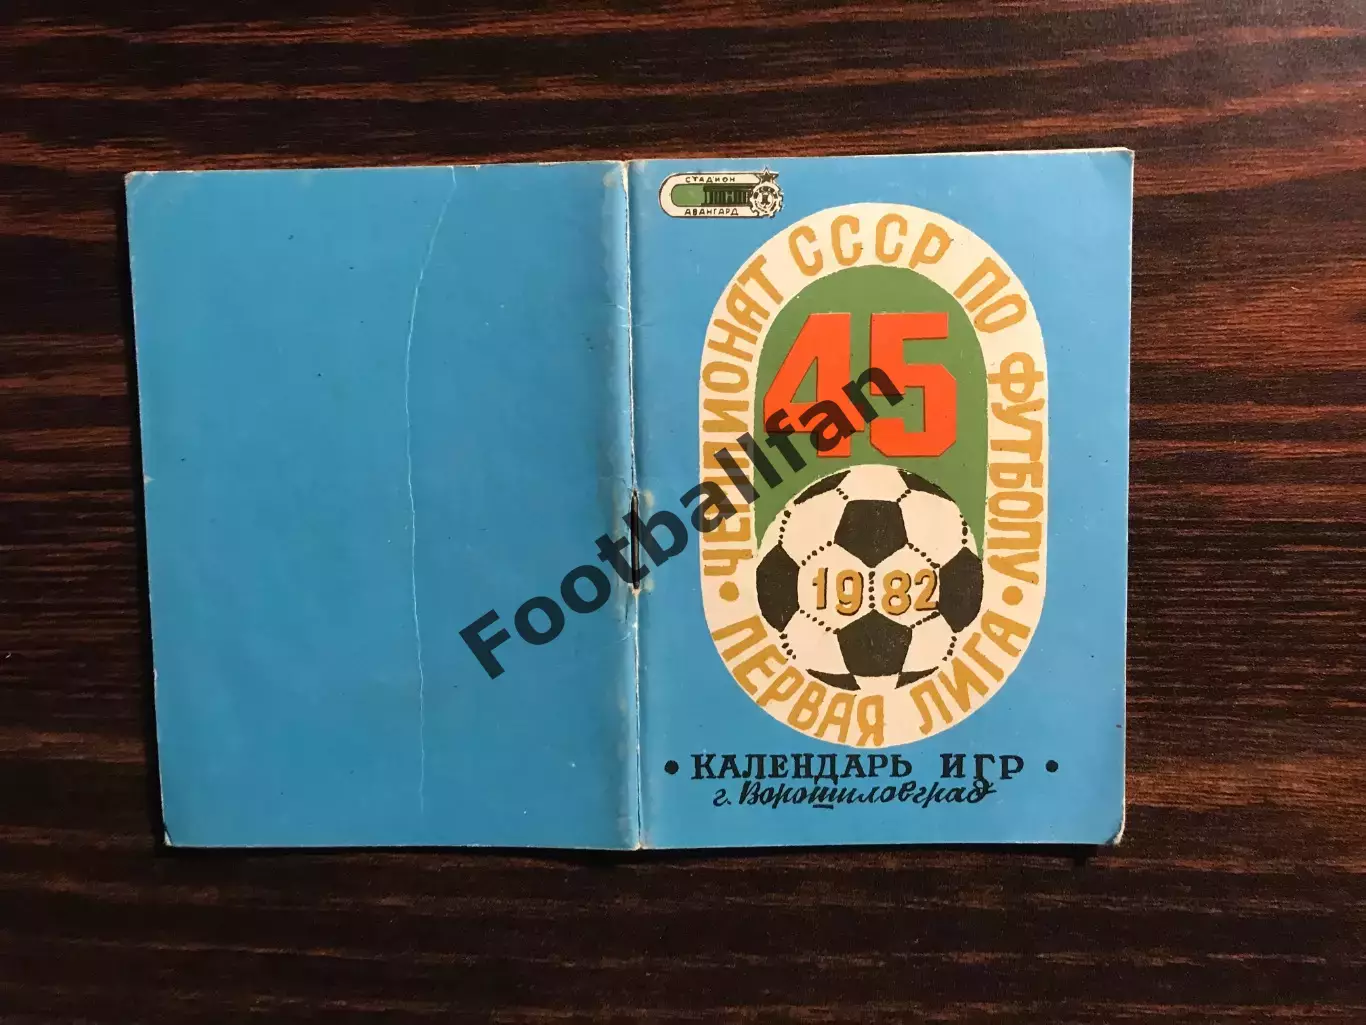 СТАДИОН
АВАНГАРД
ЧЕМПИОНАТ СССР ПО ФУТБОЛУ
45
1982
• ПЕРВАЯ ЛИГА •
• КАЛЕНДАРЬ ИГР •
г. Ворошиловград
Footballfan